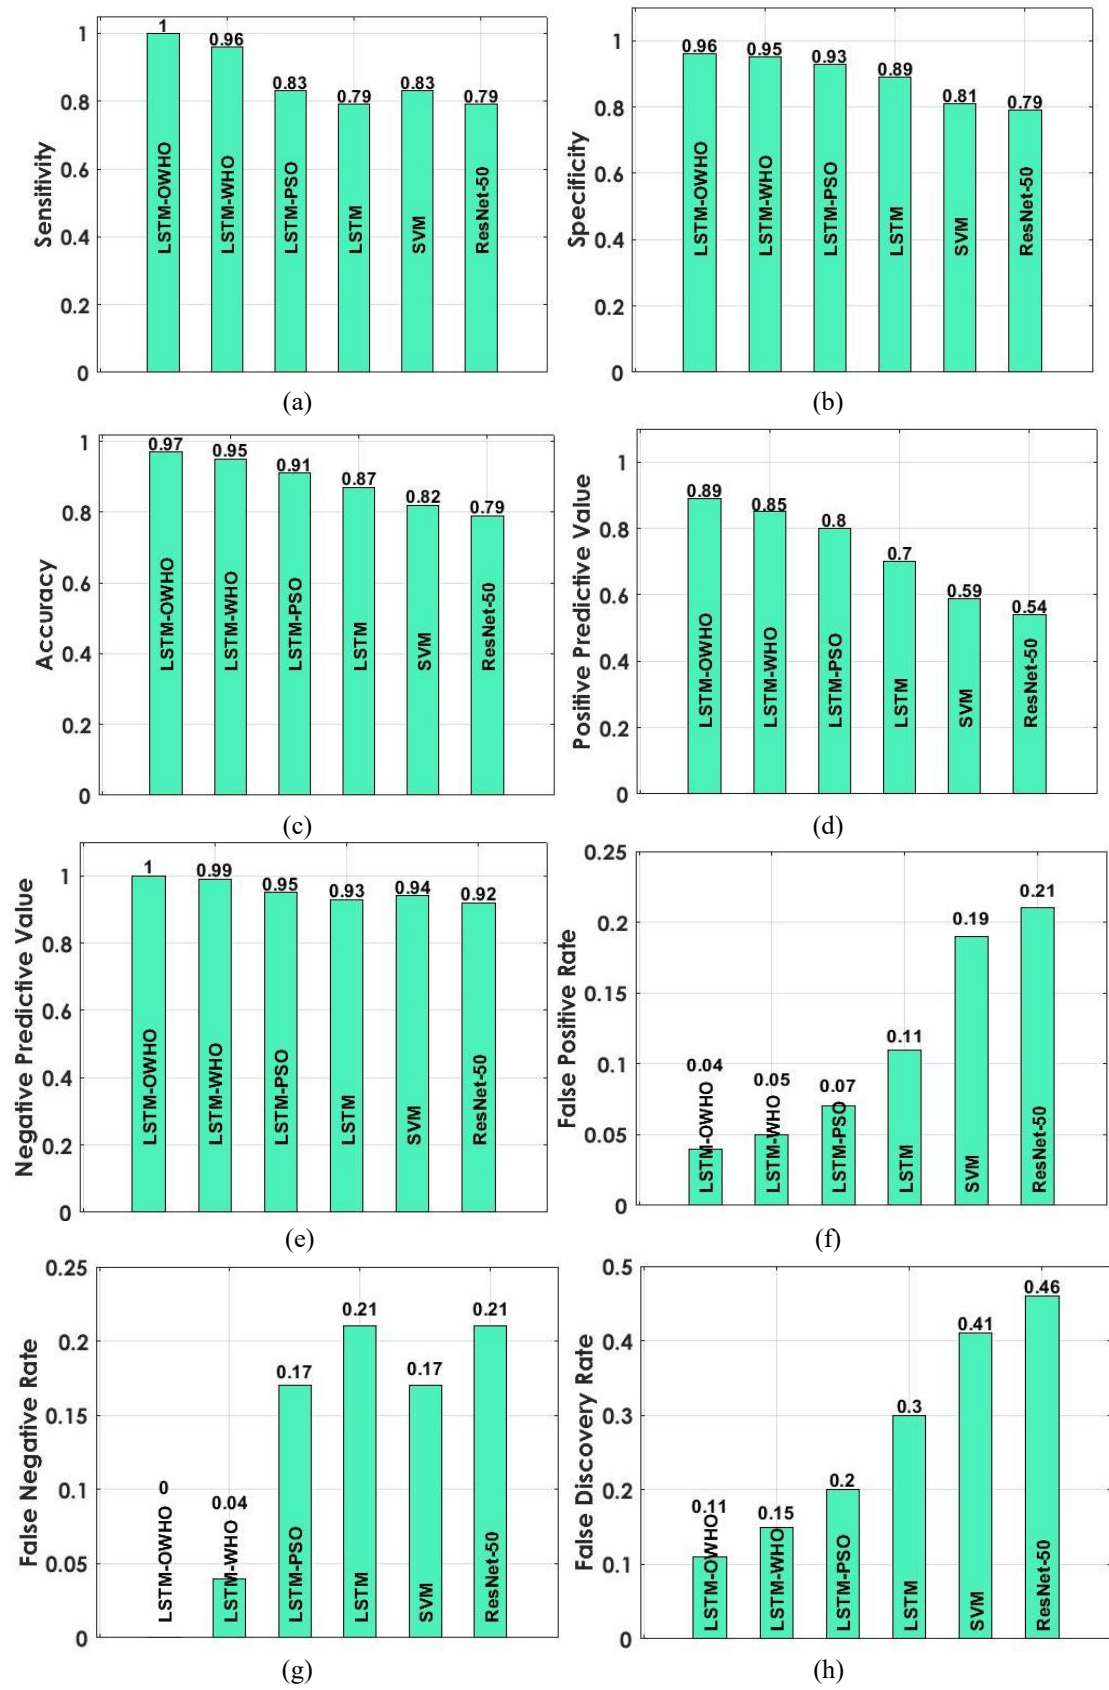 Sensitivity
1
0.8
0.6
0.4
0.2
0
1
0.96
0.83
0.79
0.83
0.79
LSTM-OWHO
LSTM-WHO
LSTM-PSO
LSTM
SVM
ResNet-50
(a)
Specificity
1
0.8
0.6
0.4
0.2
0
0.96
0.95
0.93
0.89
0.81
0.79
LSTM-OWHO
LSTM-WHO
LSTM-PSO
LSTM
SVM
ResNet-50
(b)
Accuracy
1
0.8
0.6
0.4
0.2
0
0.97
0.95
0.91
0.87
0.82
0.79
LSTM-OWHO
LSTM-WHO
LSTM-PSO
LSTM
SVM
ResNet-50
(c)
Positive Predictive Value
1
0.8
0.6
0.4
0.2
0
0.89
0.85
0.8
0.7
0.59
0.54
LSTM-OWHO
LSTM-WHO
LSTM-PSO
LSTM
SVM
ResNet-50
(d)
Negative Predictive Value
1
0.8
0.6
0.4
0.2
0
1
0.99
0.95
0.93
0.94
0.92
LSTM-OWHO
LSTM-WHO
LSTM-PSO
LSTM
SVM
ResNet-50
(e)
False Positive Rate
0.25
0.2
0.15
0.1
0.05
0
0.04
0.05
0.07
0.11
0.19
0.21
LSTM-OWHO
LSTM-WHO
LSTM-PSO
LSTM
SVM
ResNet-50
(f)
False Negative Rate
0.25
0.2
0.15
0.1
0.05
0
0
0.04
0.17
0.21
0.17
0.21
LSTM-OWHO
LSTM-WHO
LSTM-PSO
LSTM
SVM
ResNet-50
(g)
False Discovery Rate
0.5
0.4
0.3
0.2
0.1
0
0.11
0.15
0.2
0.3
0.41
0.46
LSTM-OWHO
LSTM-WHO
LSTM-PSO
LSTM
SVM
ResNet-50
(h)